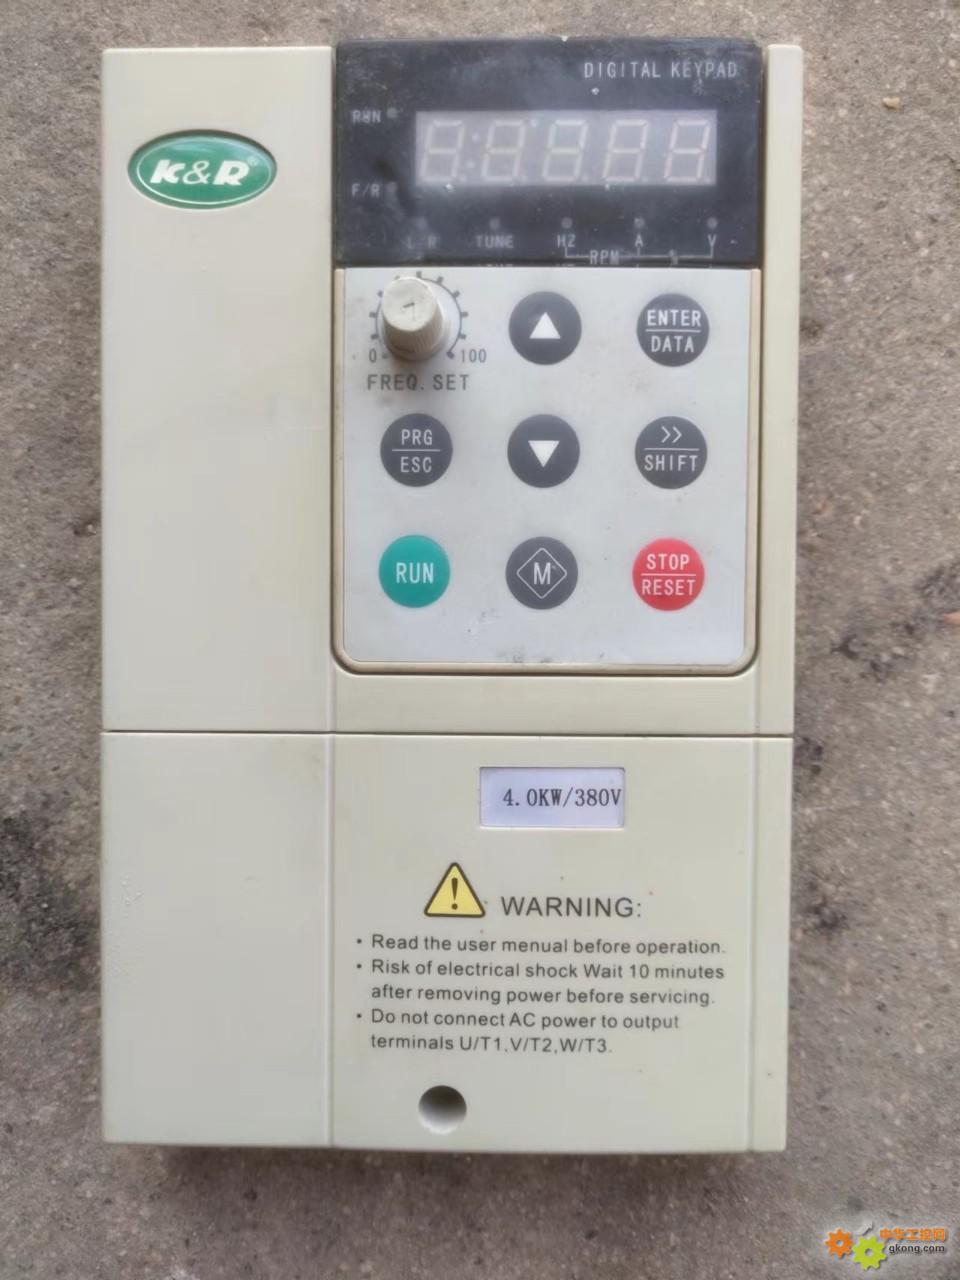 DIGITAL KEYPAD
RUN
K&R®
F/R
L R TUNE HZ A V
RPM %
0 100
FREQ. SET
ENTER
DATA
PRG
ESC
>>
SHIFT
RUN
M
STOP
RESET
4.0KW/380V
WARNING:
• Read the user menual before operation.
• Risk of electrical shock Wait 10 minutes
after removing power before servicing.
• Do not connect AC power to output
terminals U/T1,V/T2,W/T3.
中华工控网
gkong.com